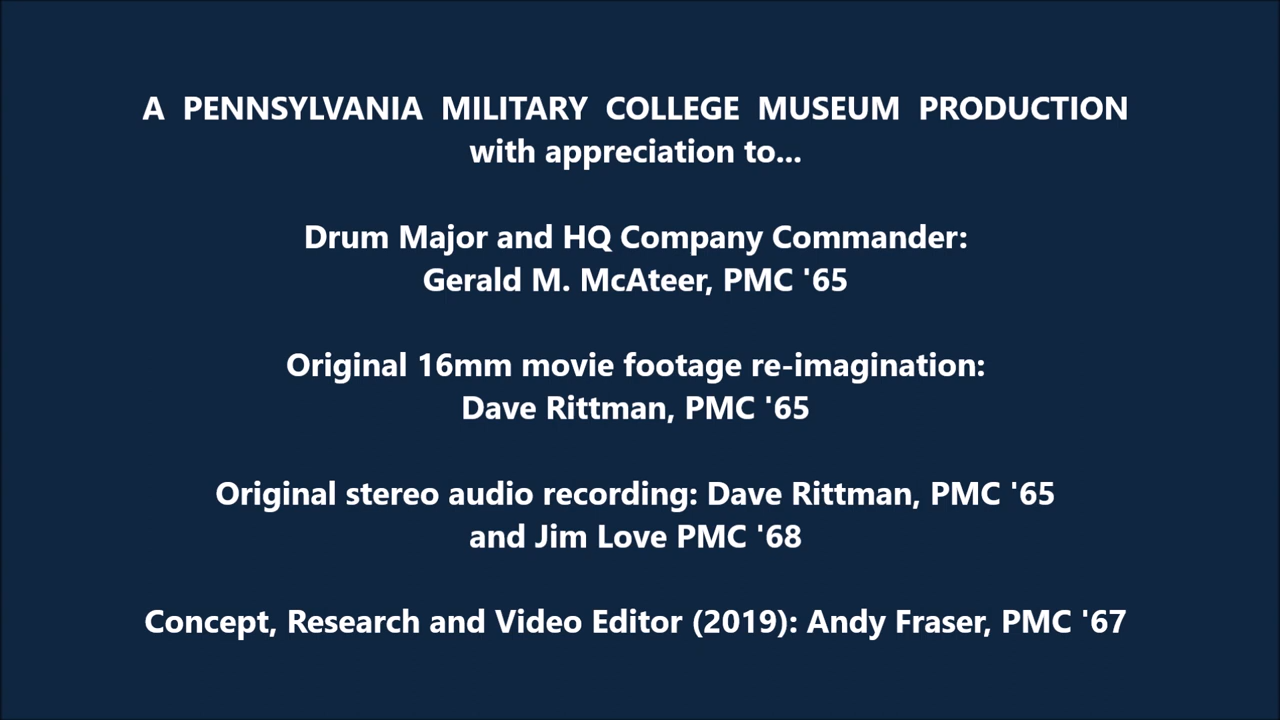 A PENNSYLVANIA MILITARY COLLEGE MUSEUM PRODUCTION
with appreciation to...
Drum Major and HQ Company Commander:
Gerald M. McAteer, PMC '65
Original 16mm movie footage re-imagination:
Dave Rittman, PMC '65
Original stereo audio recording: Dave Rittman, PMC '65
and Jim Love PMC '68
Concept, Research and Video Editor (2019): Andy Fraser, PMC '67